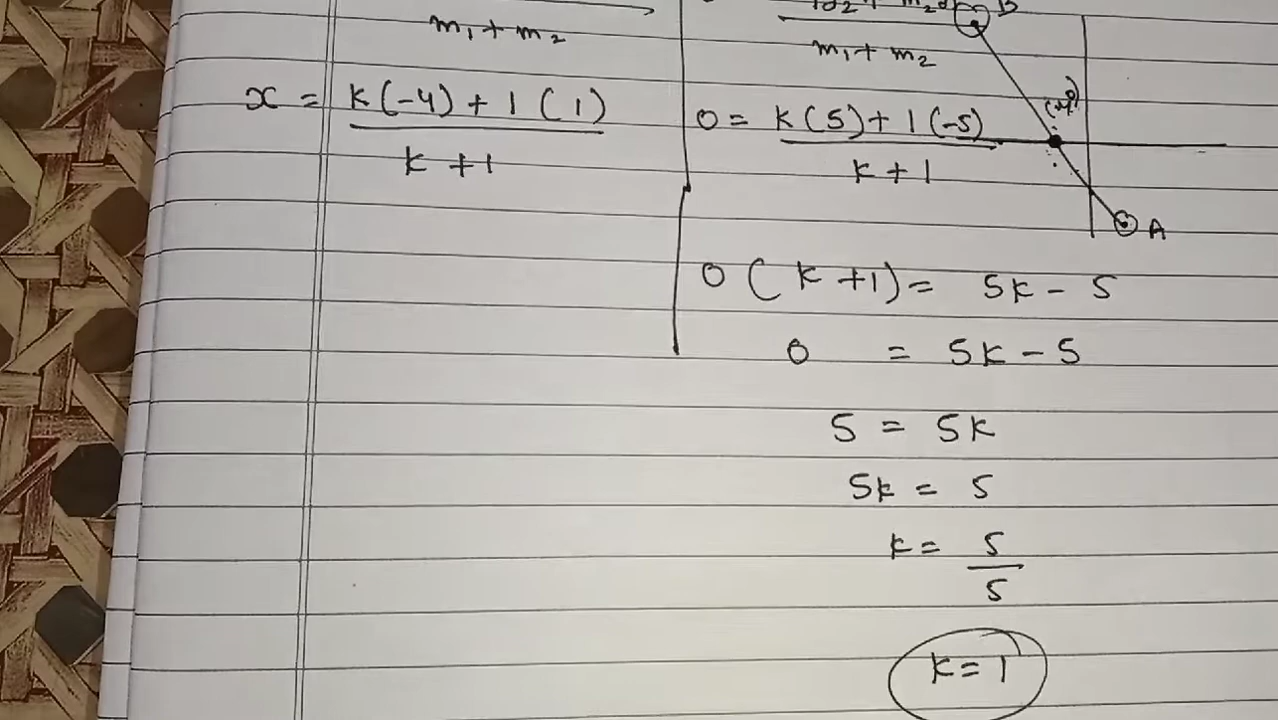 m₁ + m₂
x = k(-4) + 1 (1)
k + 1
m₁ + m₂
B
0 = k(5) + 1(-5)
k + 1
A
0 (k + 1) = 5k - 5
0 = 5k - 5
5 = 5k
5k = 5
k = 5
5
k = 1